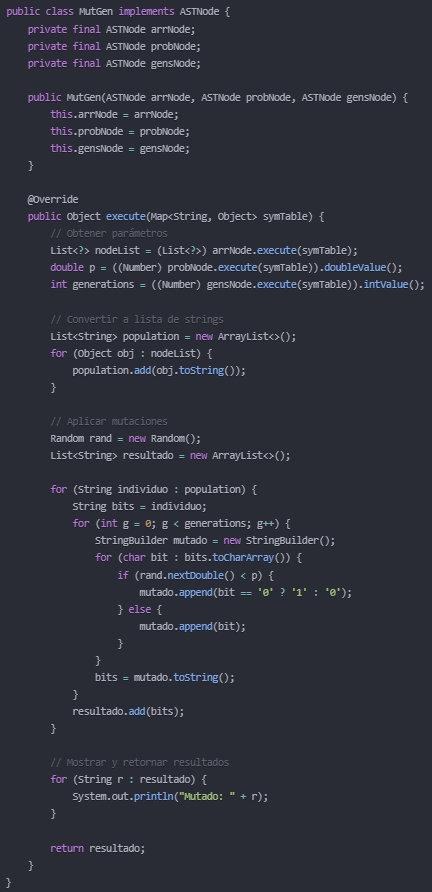 public class MutGen implements ASTNode {
    private final ASTNode arrNode;
    private final ASTNode probNode;
    private final ASTNode gensNode;

    public MutGen(ASTNode arrNode, ASTNode probNode, ASTNode gensNode) {
        this.arrNode = arrNode;
        this.probNode = probNode;
        this.gensNode = gensNode;
    }

    @Override
    public Object execute(Map<String, Object> symTable) {
        // Obtener parámetros
        List<?> nodeList = (List<?>) arrNode.execute(symTable);
        double p = ((Number) probNode.execute(symTable)).doubleValue();
        int generations = ((Number) gensNode.execute(symTable)).intValue();

        // Convertir a lista de strings
        List<String> population = new ArrayList<>();
        for (Object obj : nodeList) {
            population.add(obj.toString());
        }

        // Aplicar mutaciones
        Random rand = new Random();
        List<String> resultado = new ArrayList<>();

        for (String individuo : population) {
            String bits = individuo;
            for (int g = 0; g < generations; g++) {
                StringBuilder mutado = new StringBuilder();
                for (char bit : bits.toCharArray()) {
                    if (rand.nextDouble() < p) {
                        mutado.append(bit == '0' ? '1' : '0');
                    } else {
                        mutado.append(bit);
                    }
                }
                bits = mutado.toString();
            }
            resultado.add(bits);
        }

        // Mostrar y retornar resultados
        for (String r : resultado) {
            System.out.println("Mutado: " + r);
        }

        return resultado;
    }
}